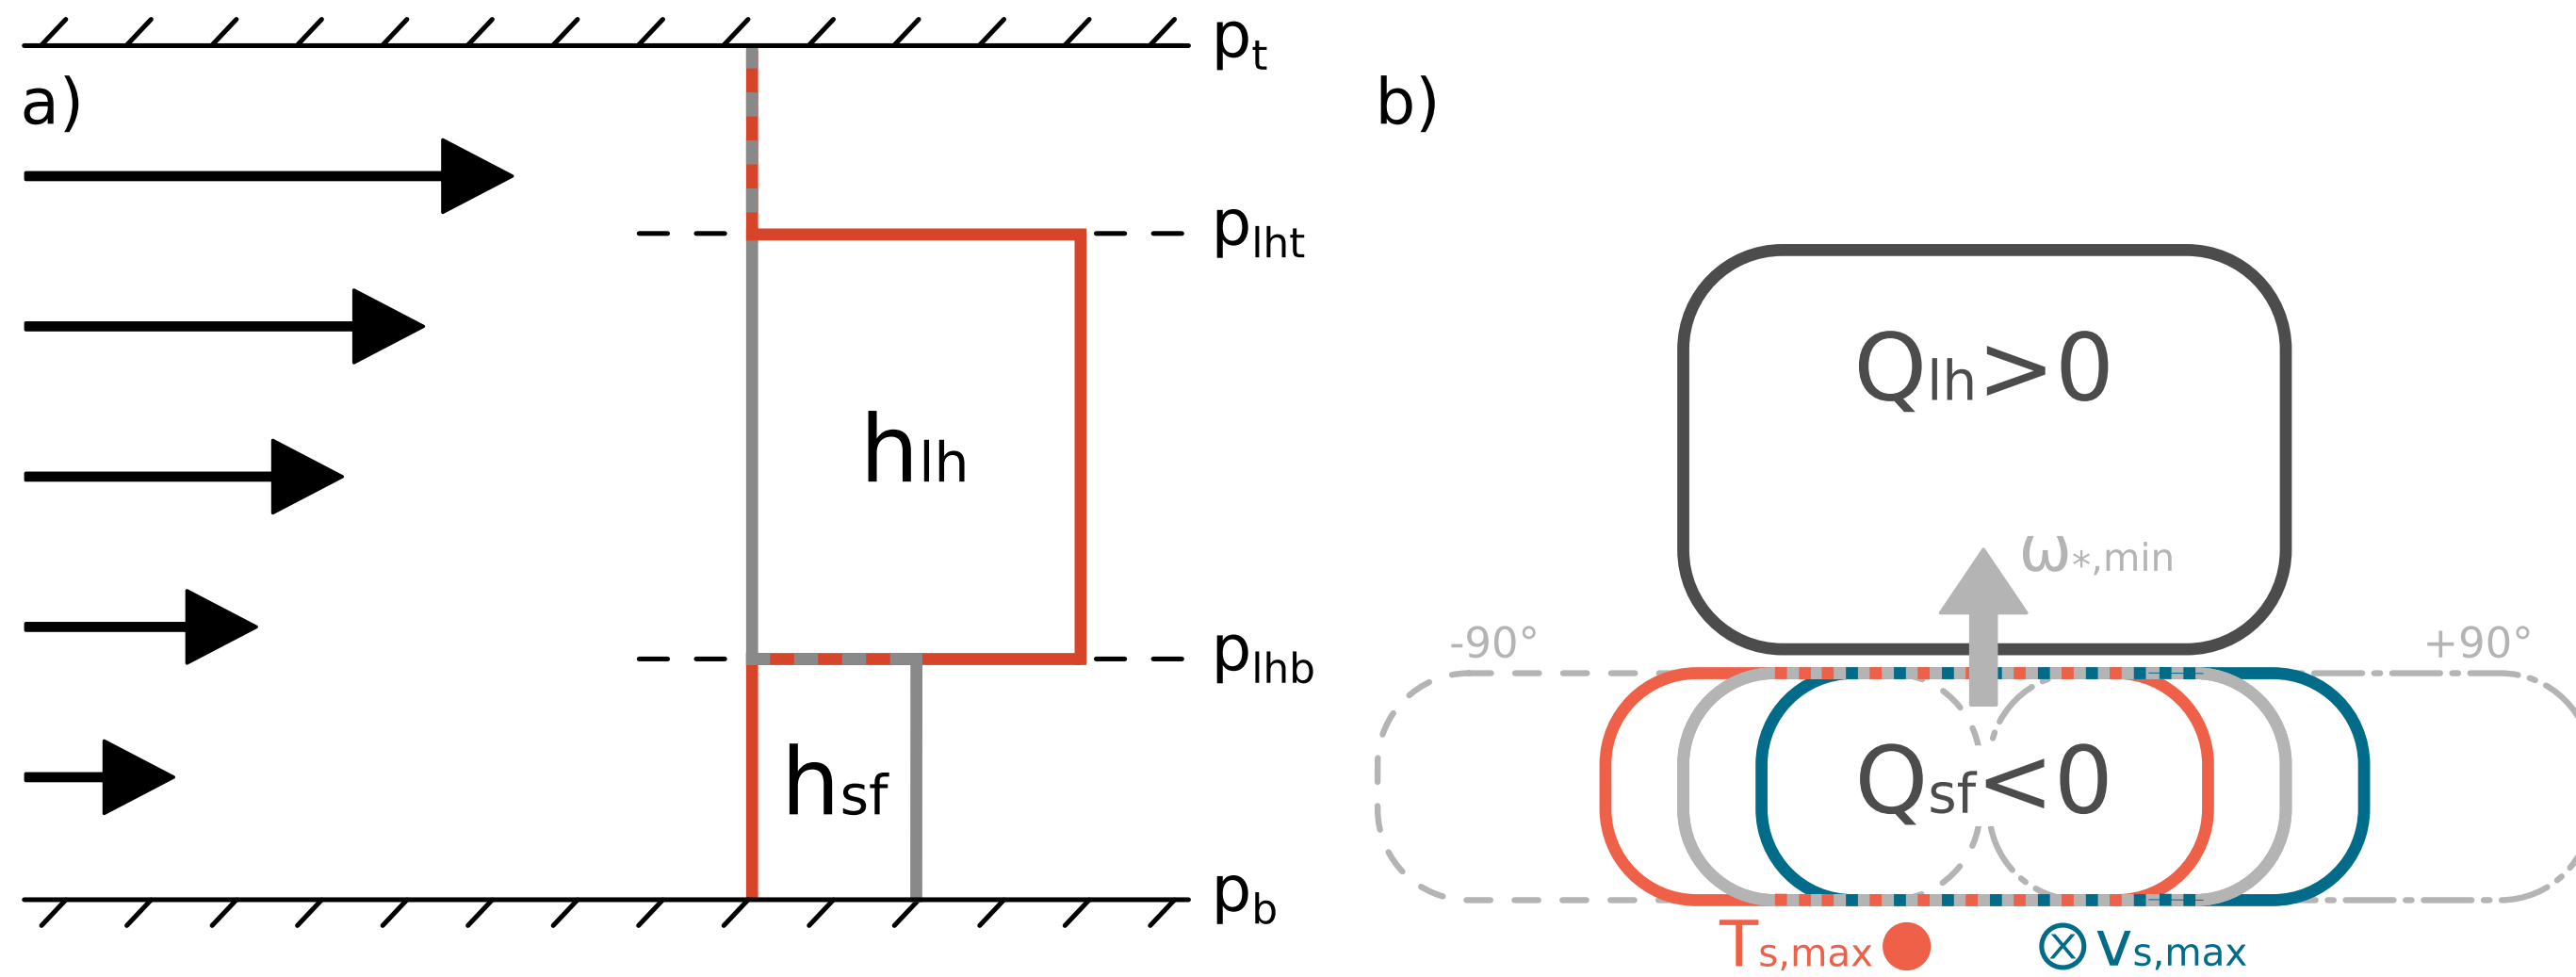 a)
p_t
p_lht
h_lh
p_lhb
h_sf
p_b
b)
Q_lh>0
ω_*,min
-90°
+90°
Q_sf<0
T_s,max
⊗ v_s,max